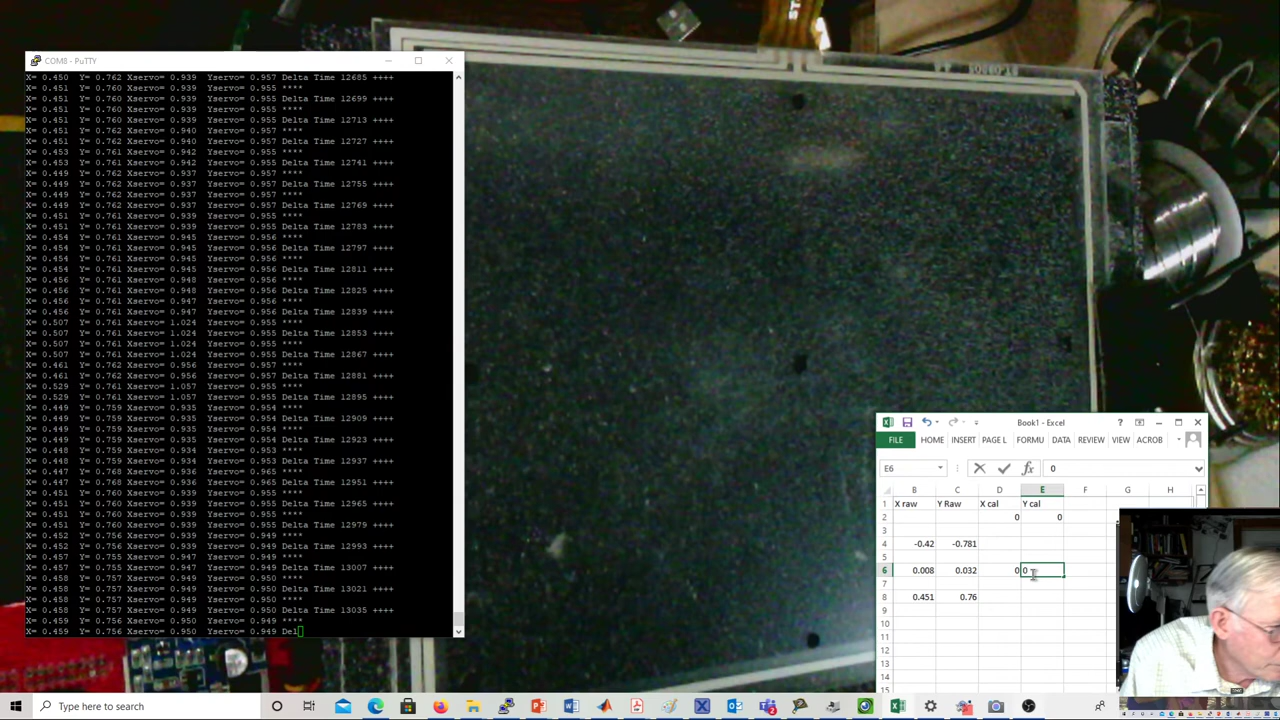 COM8 - PuTTY
X= 0.450 Y= 0.762 Xservo= 0.939 Yservo= 0.957 Delta Time 12685 ++++
X= 0.451 Y= 0.760 Xservo= 0.939 Yservo= 0.955 ****
X= 0.451 Y= 0.760 Xservo= 0.939 Yservo= 0.955 Delta Time 12699 ++++
X= 0.451 Y= 0.760 Xservo= 0.939 Yservo= 0.955 ****
X= 0.451 Y= 0.760 Xservo= 0.939 Yservo= 0.955 Delta Time 12713 ++++
X= 0.451 Y= 0.762 Xservo= 0.940 Yservo= 0.957 ****
X= 0.451 Y= 0.762 Xservo= 0.940 Yservo= 0.957 Delta Time 12727 ++++
X= 0.453 Y= 0.761 Xservo= 0.942 Yservo= 0.955 ****
X= 0.453 Y= 0.761 Xservo= 0.942 Yservo= 0.955 Delta Time 12741 ++++
X= 0.449 Y= 0.762 Xservo= 0.937 Yservo= 0.957 ****
X= 0.449 Y= 0.762 Xservo= 0.937 Yservo= 0.957 Delta Time 12755 ++++
X= 0.449 Y= 0.762 Xservo= 0.937 Yservo= 0.957 ****
X= 0.449 Y= 0.762 Xservo= 0.937 Yservo= 0.957 Delta Time 12769 ++++
X= 0.451 Y= 0.761 Xservo= 0.939 Yservo= 0.955 ****
X= 0.451 Y= 0.761 Xservo= 0.939 Yservo= 0.955 Delta Time 12783 ++++
X= 0.454 Y= 0.761 Xservo= 0.945 Yservo= 0.956 ****
X= 0.454 Y= 0.761 Xservo= 0.945 Yservo= 0.956 Delta Time 12797 ++++
X= 0.454 Y= 0.761 Xservo= 0.945 Yservo= 0.956 ****
X= 0.454 Y= 0.761 Xservo= 0.945 Yservo= 0.956 Delta Time 12811 ++++
X= 0.456 Y= 0.761 Xservo= 0.948 Yservo= 0.956 ****
X= 0.456 Y= 0.761 Xservo= 0.948 Yservo= 0.956 Delta Time 12825 ++++
X= 0.456 Y= 0.761 Xservo= 0.947 Yservo= 0.956 ****
X= 0.456 Y= 0.761 Xservo= 0.947 Yservo= 0.956 Delta Time 12839 ++++
X= 0.507 Y= 0.761 Xservo= 1.024 Yservo= 0.955 ****
X= 0.507 Y= 0.761 Xservo= 1.024 Yservo= 0.955 Delta Time 12853 ++++
X= 0.507 Y= 0.761 Xservo= 1.024 Yservo= 0.955 ****
X= 0.507 Y= 0.761 Xservo= 1.024 Yservo= 0.955 Delta Time 12867 ++++
X= 0.461 Y= 0.762 Xservo= 0.956 Yservo= 0.957 ****
X= 0.461 Y= 0.762 Xservo= 0.956 Yservo= 0.957 Delta Time 12881 ++++
X= 0.529 Y= 0.761 Xservo= 1.057 Yservo= 0.955 ****
X= 0.529 Y= 0.761 Xservo= 1.057 Yservo= 0.955 Delta Time 12895 ++++
X= 0.449 Y= 0.759 Xservo= 0.935 Yservo= 0.954 ****
X= 0.449 Y= 0.759 Xservo= 0.935 Yservo= 0.954 Delta Time 12909 ++++
X= 0.449 Y= 0.759 Xservo= 0.935 Yservo= 0.954 ****
X= 0.449 Y= 0.759 Xservo= 0.935 Yservo= 0.954 Delta Time 12923 ++++
X= 0.448 Y= 0.759 Xservo= 0.934 Yservo= 0.953 ****
X= 0.448 Y= 0.759 Xservo= 0.934 Yservo= 0.953 Delta Time 12937 ++++
X= 0.447 Y= 0.768 Xservo= 0.936 Yservo= 0.965 ****
X= 0.447 Y= 0.768 Xservo= 0.936 Yservo= 0.965 Delta Time 12951 ++++
X= 0.451 Y= 0.760 Xservo= 0.939 Yservo= 0.955 ****
X= 0.451 Y= 0.760 Xservo= 0.939 Yservo= 0.955 Delta Time 12965 ++++
X= 0.451 Y= 0.760 Xservo= 0.939 Yservo= 0.955 ****
X= 0.451 Y= 0.760 Xservo= 0.939 Yservo= 0.955 Delta Time 12979 ++++
X= 0.452 Y= 0.756 Xservo= 0.939 Yservo= 0.949 ****
X= 0.452 Y= 0.756 Xservo= 0.939 Yservo= 0.949 Delta Time 12993 ++++
X= 0.457 Y= 0.755 Xservo= 0.947 Yservo= 0.949 ****
X= 0.457 Y= 0.755 Xservo= 0.947 Yservo= 0.949 Delta Time 13007 ++++
X= 0.458 Y= 0.757 Xservo= 0.949 Yservo= 0.950 ****
X= 0.458 Y= 0.757 Xservo= 0.949 Yservo= 0.950 Delta Time 13021 ++++
X= 0.458 Y= 0.757 Xservo= 0.949 Yservo= 0.950 ****
X= 0.458 Y= 0.757 Xservo= 0.949 Yservo= 0.950 Delta Time 13035 ++++
X= 0.459 Y= 0.756 Xservo= 0.950 Yservo= 0.949 ****
X= 0.459 Y= 0.756 Xservo= 0.950 Yservo= 0.949 Del
Book1 - Excel
FILE HOME INSERT PAGE L FORMU DATA REVIEW VIEW ACROB
E6 0
B C D E F G H
1 X raw Y Raw X cal Y cal
2 0 0
3
4 -0.42 -0.781
5
6 0.008 0.032 0 0
7
8 0.451 0.76
9
10
11
12
13
14
15
Type here to search